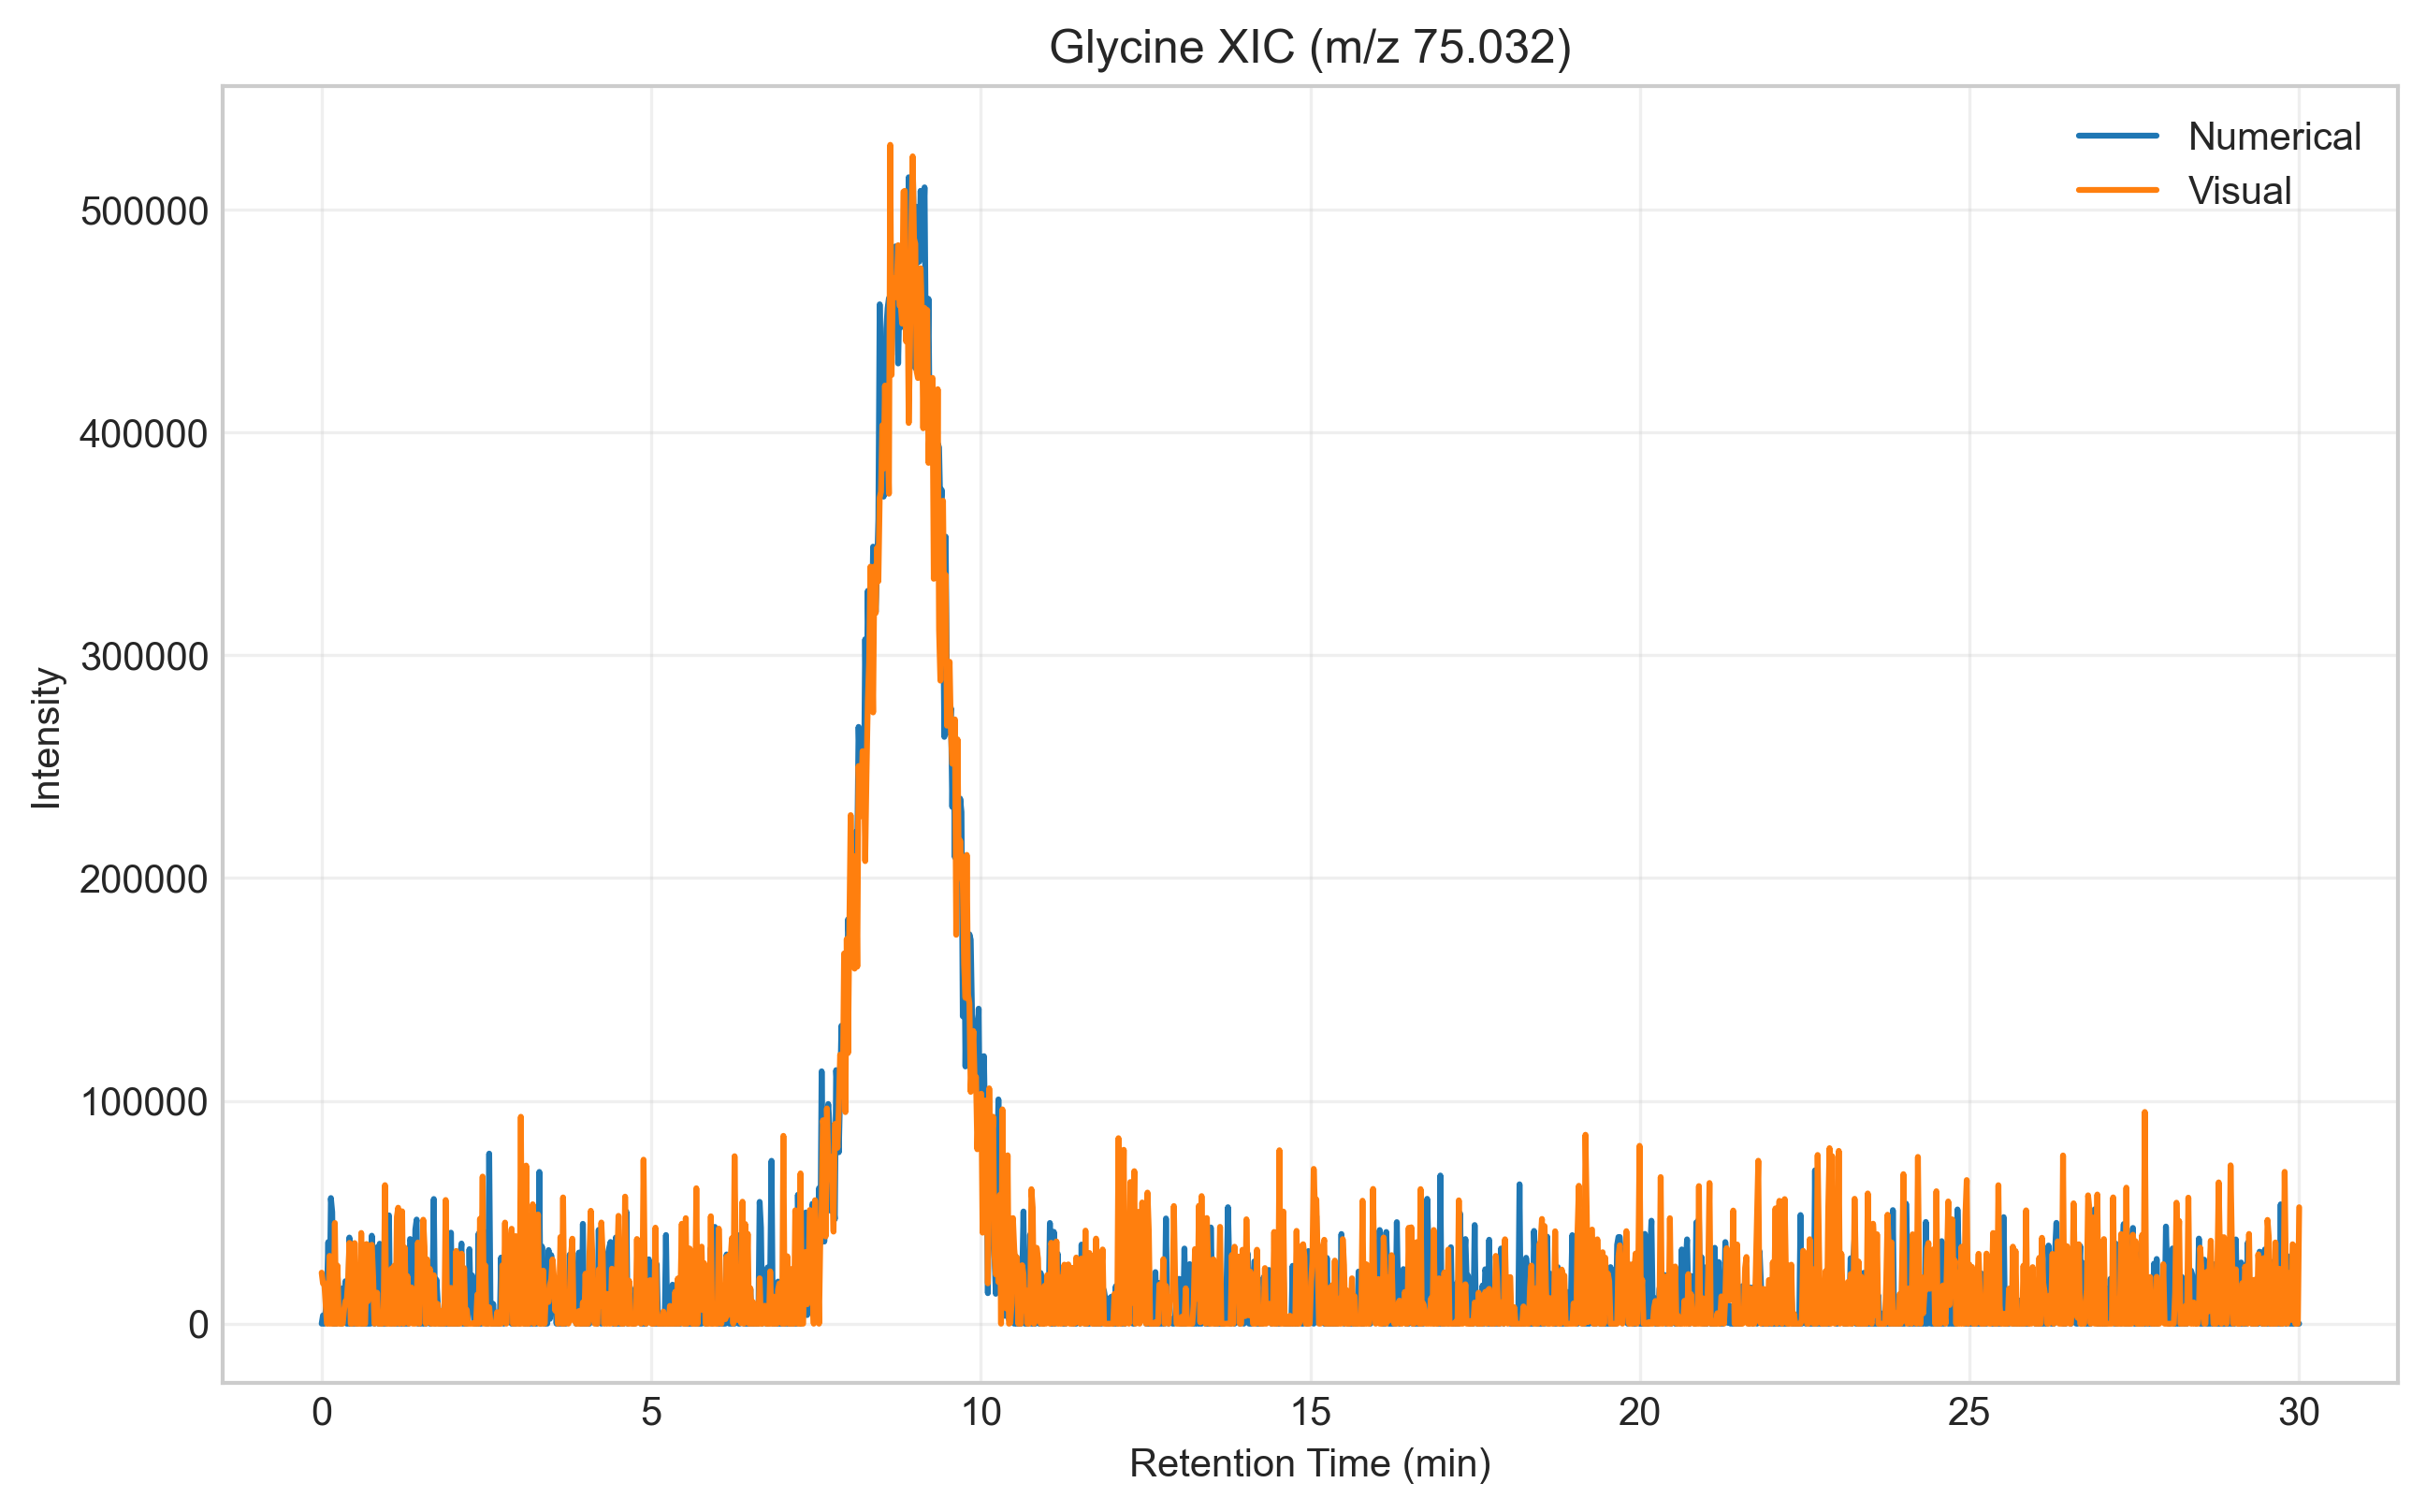 Glycine XIC (m/z 75.032)
Numerical
Visual
500000
400000
300000
200000
100000
0
Intensity
0 5 10 15 20 25 30
Retention Time (min)